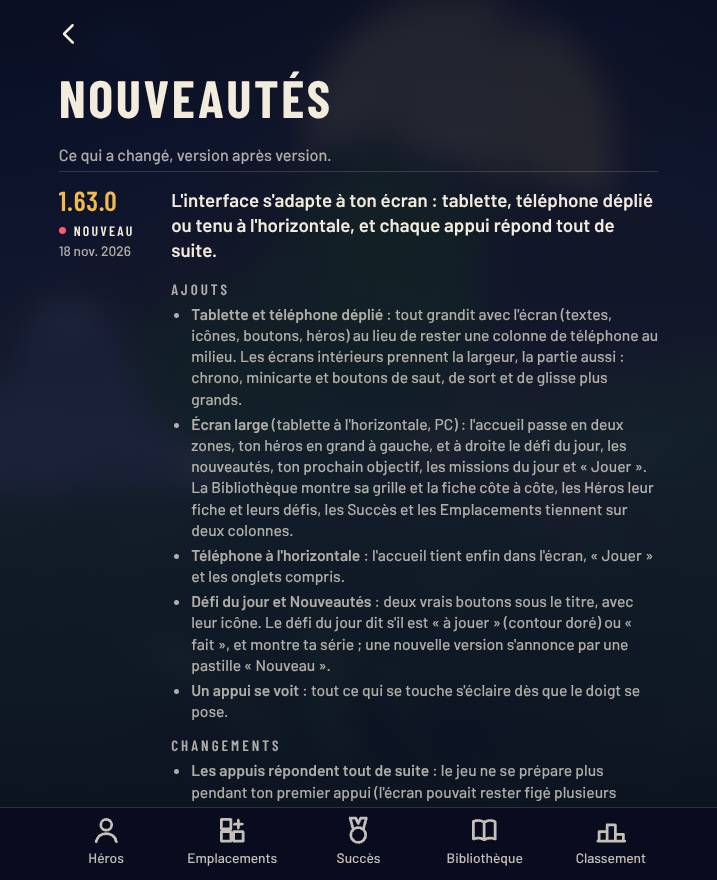 NOUVEAUTÉS
Ce qui a changé, version après version.
1.63.0
NOUVEAU
18 nov. 2026
L'interface s'adapte à ton écran : tablette, téléphone déplié
ou tenu à l'horizontale, et chaque appui répond tout de
suite.
AJOUTS
• Tablette et téléphone déplié : tout grandit avec l'écran (textes,
icônes, boutons, héros) au lieu de rester une colonne de téléphone au
milieu. Les écrans intérieurs prennent la largeur, la partie aussi :
chrono, minicarte et boutons de saut, de sort et de glisse plus
grands.
• Écran large (tablette à l'horizontale, PC) : l'accueil passe en deux
zones, ton héros en grand à gauche, et à droite le défi du jour, les
nouveautés, ton prochain objectif, les missions du jour et « Jouer ».
La Bibliothèque montre sa grille et la fiche côte à côte, les Héros leur
fiche et leurs défis, les Succès et les Emplacements tiennent sur
deux colonnes.
• Téléphone à l'horizontale : l'accueil tient enfin dans l'écran, « Jouer »
et les onglets compris.
• Défi du jour et Nouveautés : deux vrais boutons sous le titre, avec
leur icône. Le défi du jour dit s'il est « à jouer » (contour doré) ou «
fait », et montre ta série ; une nouvelle version s'annonce par une
pastille « Nouveau ».
• Un appui se voit : tout ce qui se touche s'éclaire dès que le doigt se
pose.
CHANGEMENTS
• Les appuis répondent tout de suite : le jeu ne se prépare plus
pendant ton premier appui (l'écran pouvait rester figé plusieurs
Héros
Emplacements
Succès
Bibliothèque
Classement